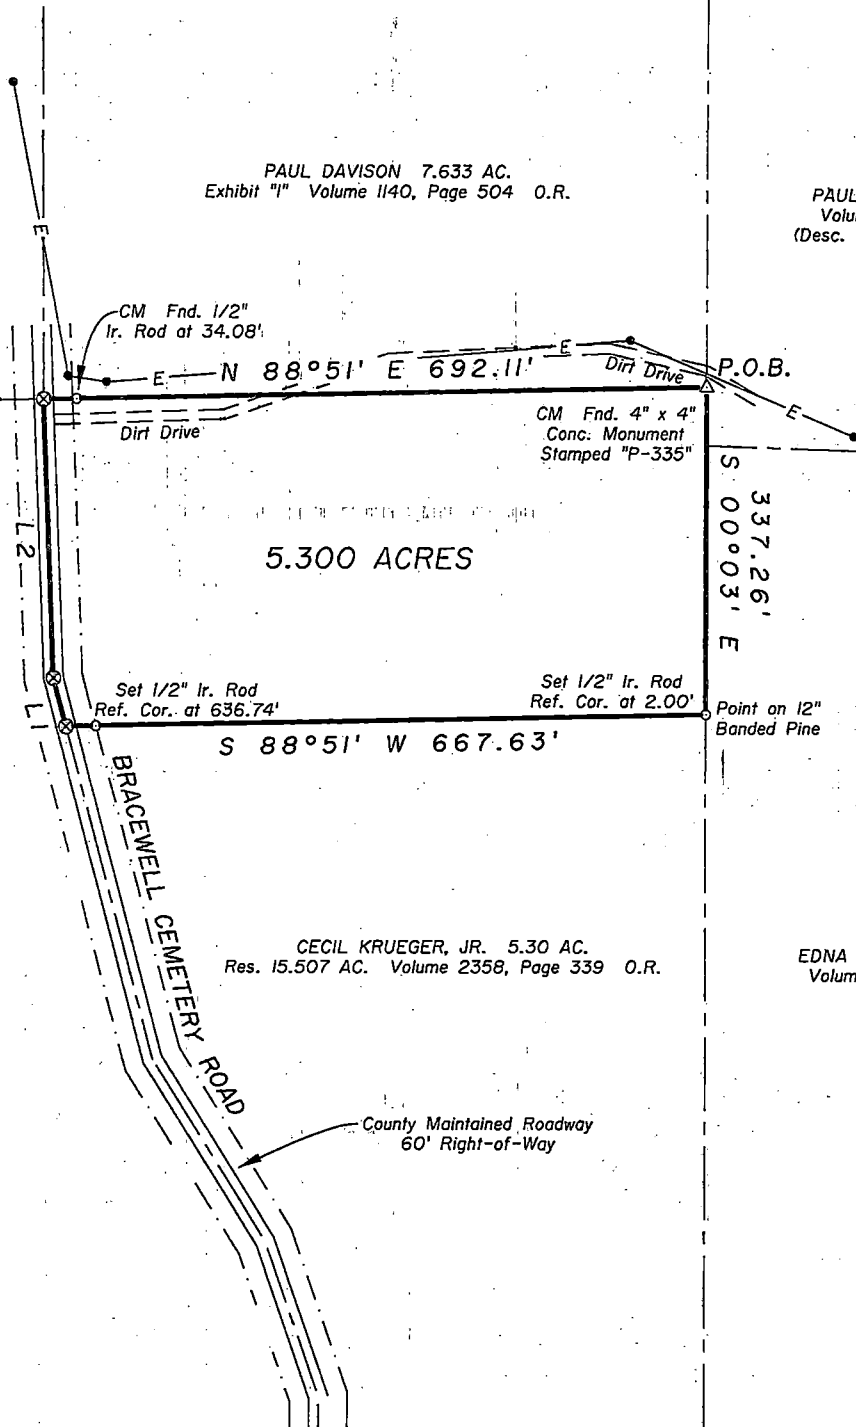 PAUL DAVISON 7.633 AC.
Exhibit "1" Volume 1140, Page 504 O.R.
PAUL
Volu
(Desc.
E
CM Fnd. 1/2"
Ir. Rod at 34.08'
E
N 88°51' E 692.11'
E
Dirt Drive
P.O.B.
E
Dirt Drive
CM Fnd. 4" x 4"
Conc. Monument
Stamped "P-335"
S 00°03' E
337.26'
L2
5.300 ACRES
L1
Set 1/2" Ir. Rod
Ref. Cor. at 636.74'
Set 1/2" Ir. Rod
Ref. Cor. at 2.00'
Point on 12"
Banded Pine
S 88°51' W 667.63'
BRACEWELL CEMETERY ROAD
CECIL KRUEGER, JR. 5.30 AC.
Res. 15.507 AC. Volume 2358, Page 339 O.R.
EDNA
Volum
County Maintained Roadway
60' Right-of-Way